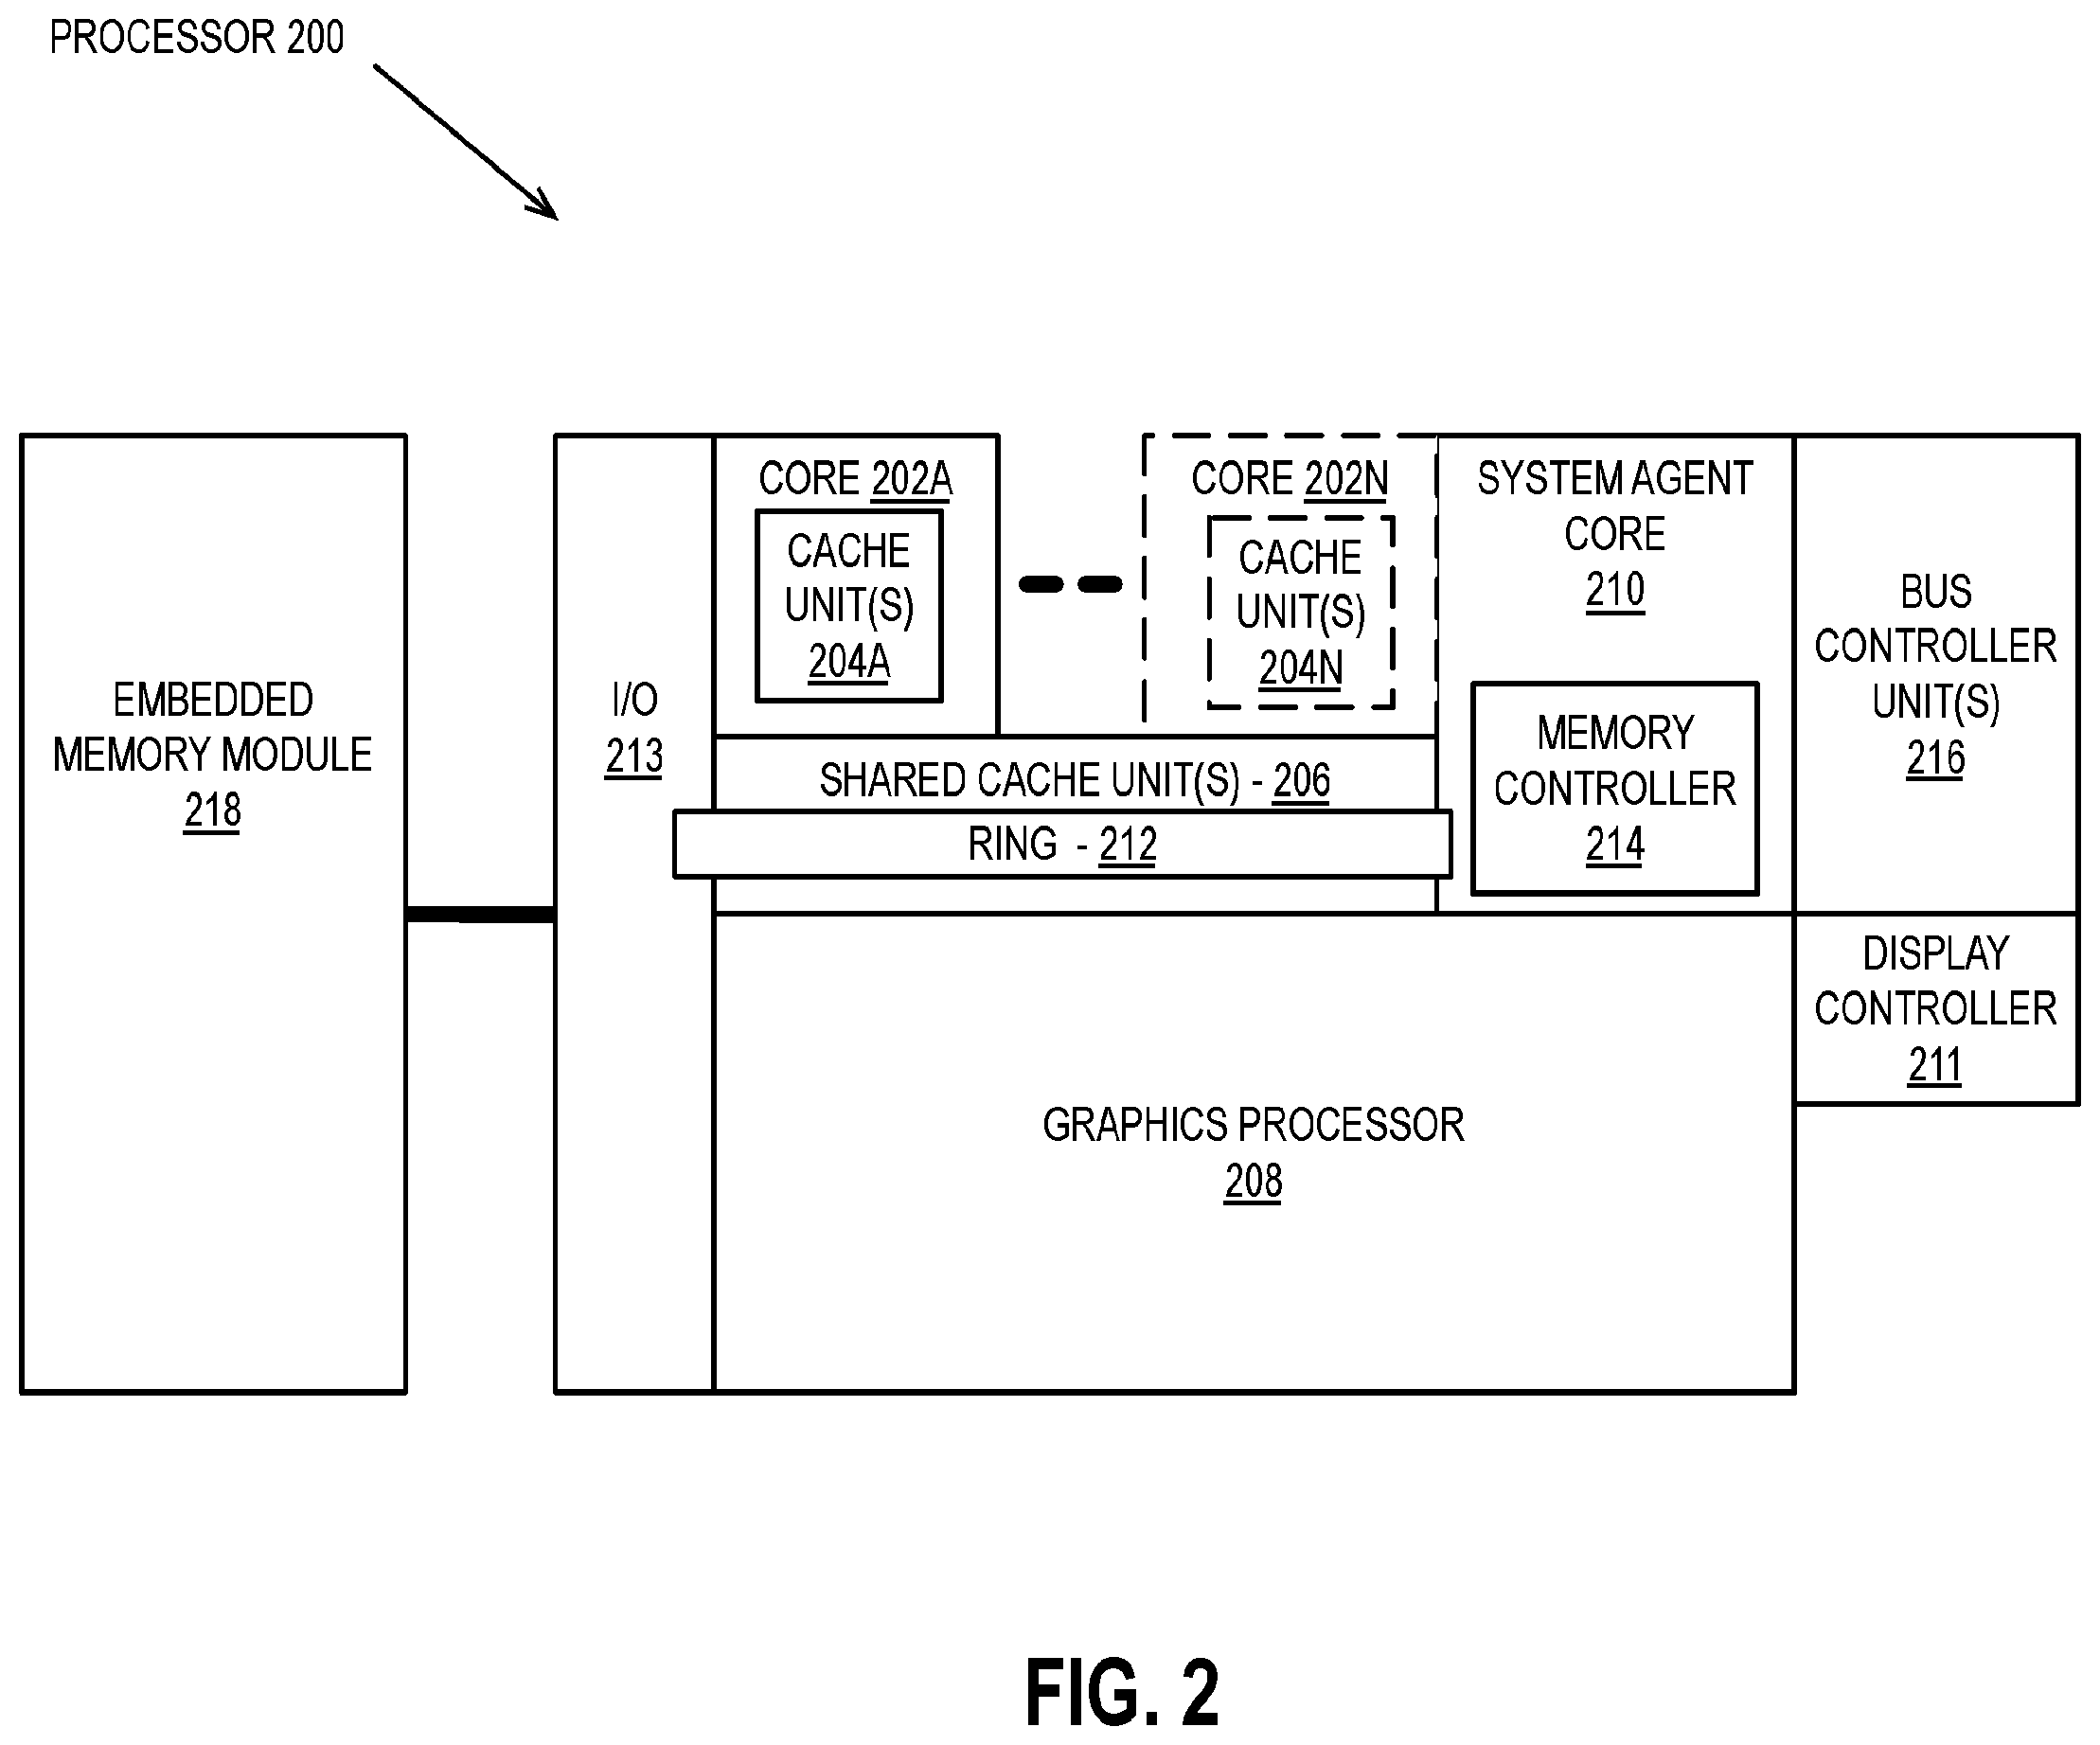 PROCESSOR 200
EMBEDDED
MEMORY MODULE
218
I/O
213
CORE 202A
CACHE
UNIT(S)
204A
CORE 202N
CACHE
UNIT(S)
204N
SHARED CACHE UNIT(S) - 206
RING - 212
SYSTEM AGENT
CORE
210
MEMORY
CONTROLLER
214
BUS
CONTROLLER
UNIT(S)
216
DISPLAY
CONTROLLER
211
GRAPHICS PROCESSOR
208
FIG. 2